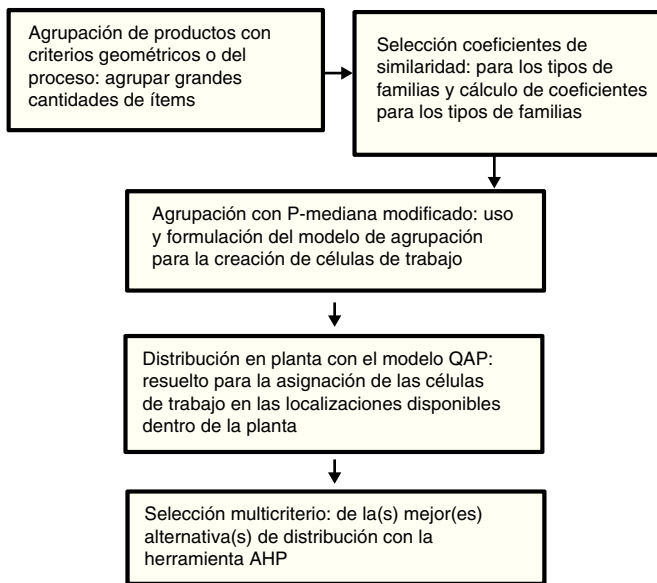 Agrupación de productos con
criterios geométricos o del
proceso: agrupar grandes
cantidades de ítems
Selección coeficientes de
similaridad: para los tipos de
familias y cálculo de coeficientes
para los tipos de familias
Agrupación con P-mediana modificado: uso
y formulación del modelo de agrupación
para la creación de células de trabajo
Distribución en planta con el modelo QAP:
resuelto para la asignación de las células
de trabajo en las localizaciones disponibles
dentro de la planta
Selección multicriterio: de la(s) mejor(es)
alternativa(s) de distribución con la
herramienta AHP